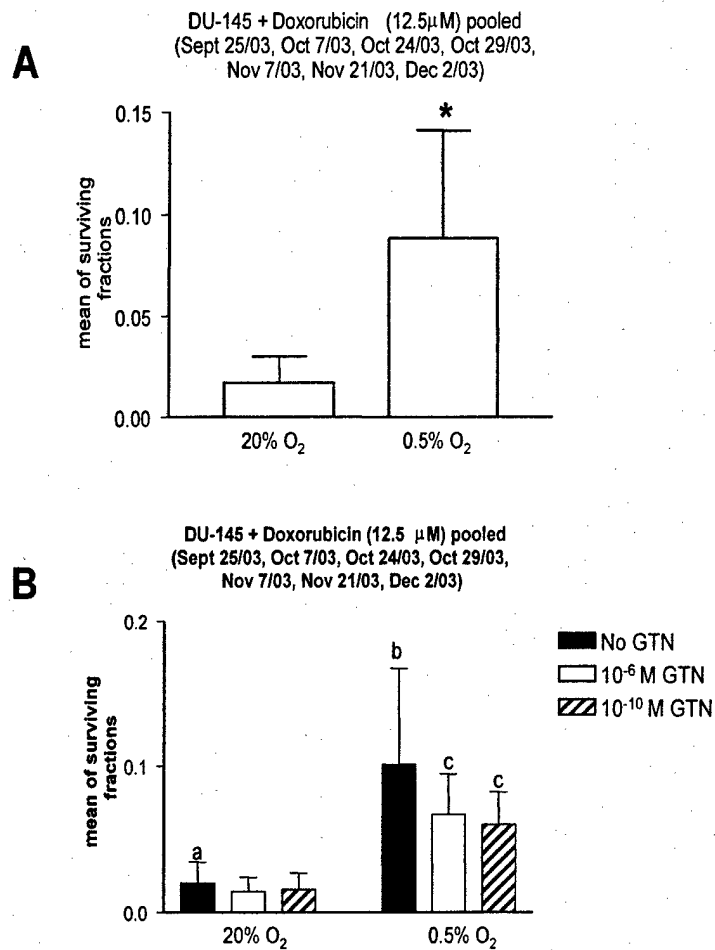 DU-145 + Doxorubicin (12.5μM) pooled
(Sept 25/03, Oct 7/03, Oct 24/03, Oct 29/03,
Nov 7/03, Nov 21/03, Dec 2/03)
A
mean of surviving
fractions
0.15
0.10
0.05
0.00
*
20% O₂
0.5% O₂
DU-145 + Doxorubicin (12.5 μM) pooled
(Sept 25/03, Oct 7/03, Oct 24/03, Oct 29/03,
Nov 7/03, Nov 21/03, Dec 2/03)
B
mean of surviving
fractions
0.2
0.1
0.0
a
b
c
c
No GTN
10⁻⁶ M GTN
10⁻¹⁰ M GTN
20% O₂
0.5% O₂